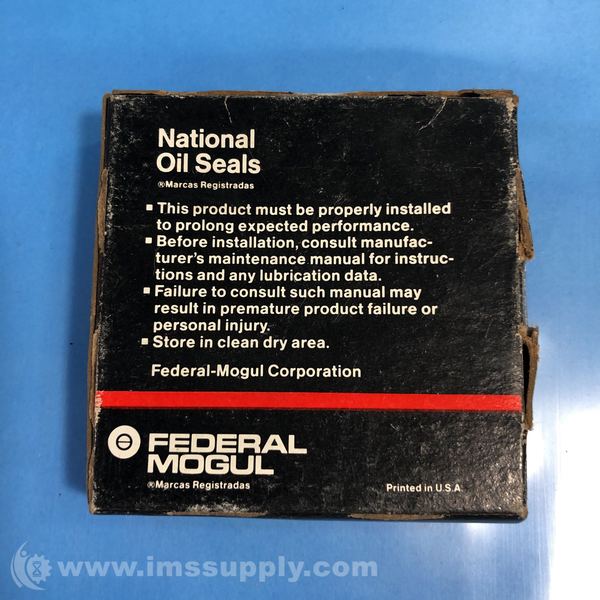 National
Oil Seals
®Marcas Registradas
▪ This product must be properly installed
to prolong expected performance.
▪ Before installation, consult manufac-
turer's maintenance manual for instruc-
tions and any lubrication data.
▪ Failure to consult such manual may
result in premature product failure or
personal injury.
▪ Store in clean dry area.
Federal-Mogul Corporation
FEDERAL
MOGUL
®Marcas Registradas
Printed in U.S.A.
www.imssupply.com